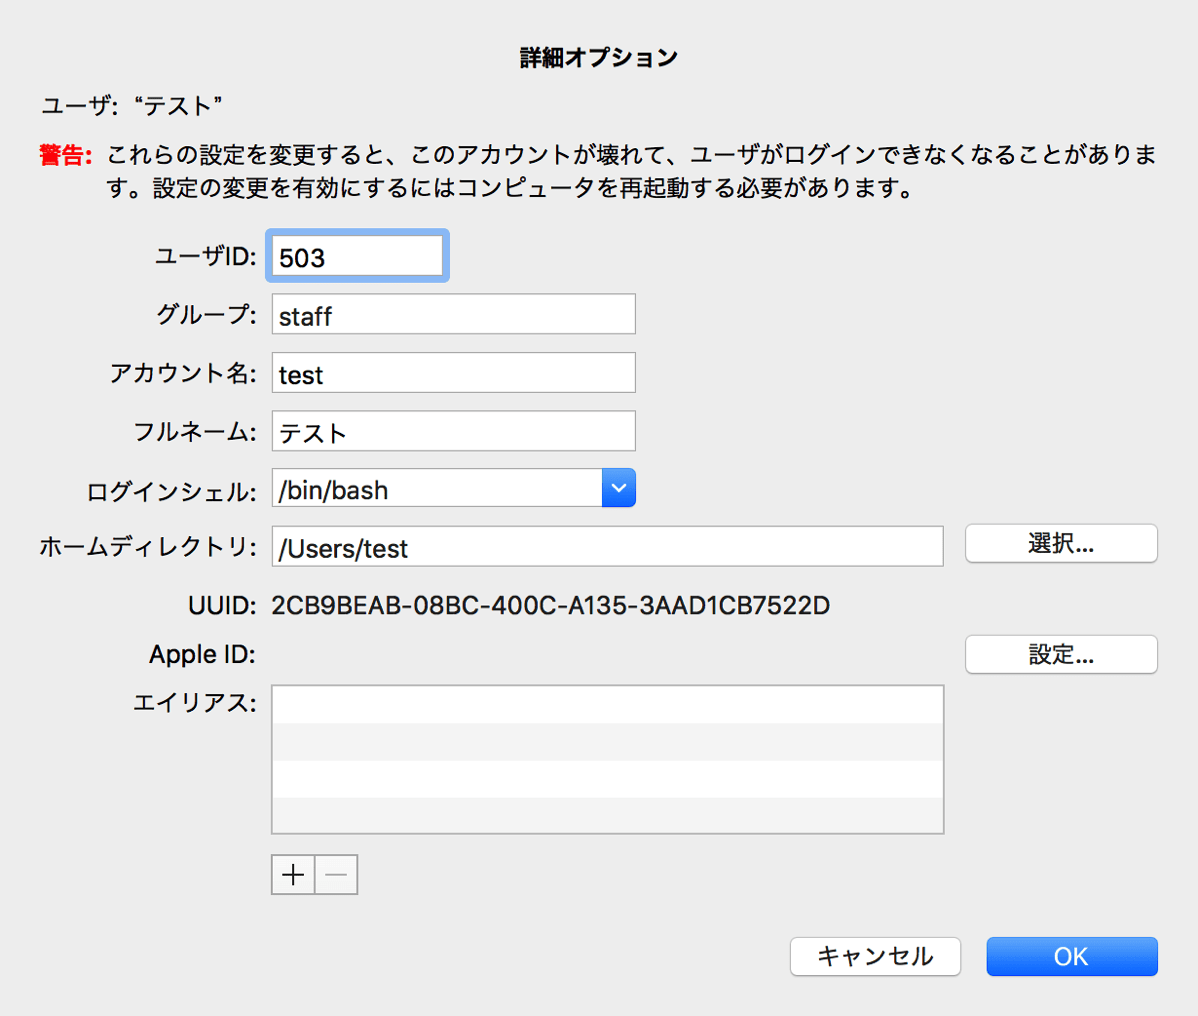 詳細オプション
ユーザ: “テスト”
警告: これらの設定を変更すると、このアカウントが壊れて、ユーザがログインできなくなることがありま
す。設定の変更を有効にするにはコンピュータを再起動する必要があります。
ユーザID: 503
グループ: staff
アカウント名: test
フルネーム: テスト
ログインシェル: /bin/bash
ホームディレクトリ: /Users/test 選択...
UUID: 2CB9BEAB-08BC-400C-A135-3AAD1CB7522D
Apple ID: 設定...
エイリアス:
キャンセル OK